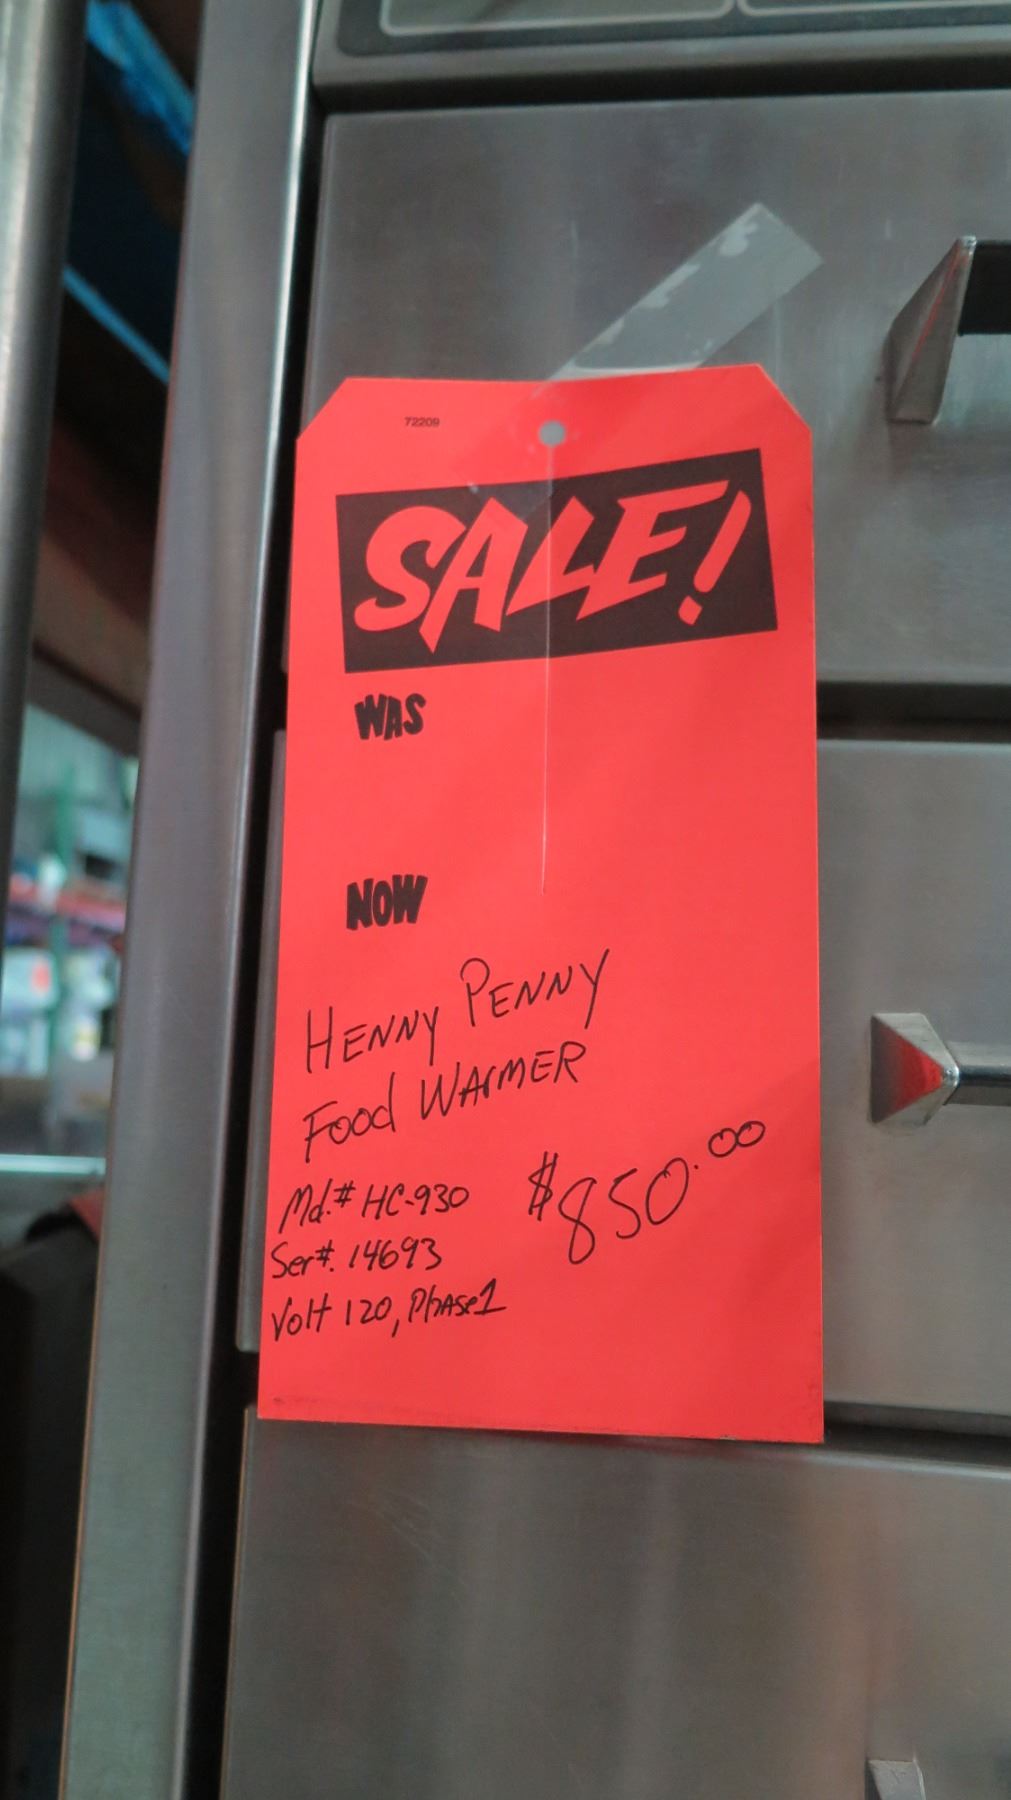 72209
SALE!
WAS
NOW
HENNY PENNY
Food WARMER
Md.# HC-930
$850.00
Ser#. 14693
Volt 120, Phase 1